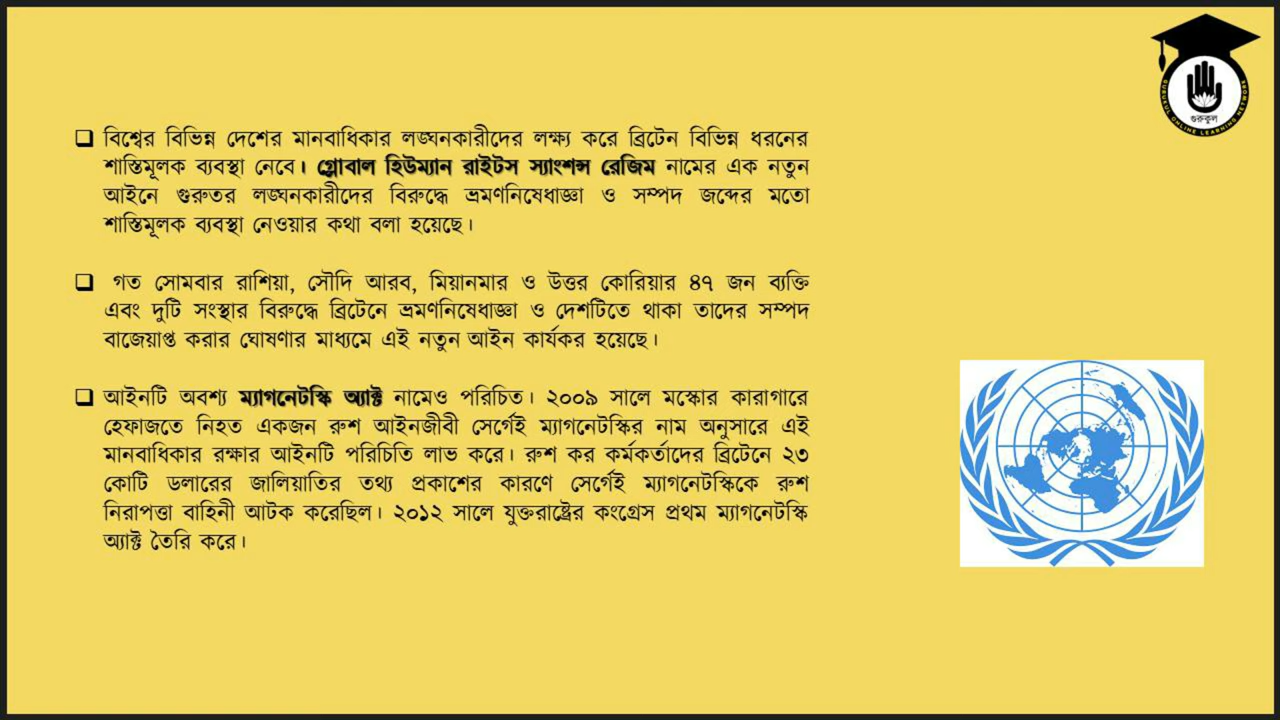 বিশ্বের বিভিন্ন দেশের মানবাধিকার লঙ্ঘনকারীদের লক্ষ্য করে ব্রিটেন বিভিন্ন ধরনের
শাস্তিমূলক ব্যবস্থা নেবে। গ্লোবাল হিউম্যান রাইটস স্যাংশন্স রেজিম নামের এক নতুন
আইনে গুরুতর লঙ্ঘনকারীদের বিরুদ্ধে ভ্রমণনিষেধাজ্ঞা ও সম্পদ জব্দের মতো
শাস্তিমূলক ব্যবস্থা নেওয়ার কথা বলা হয়েছে।
গত সোমবার রাশিয়া, সৌদি আরব, মিয়ানমার ও উত্তর কোরিয়ার ৪৭ জন ব্যক্তি
এবং দুটি সংস্থার বিরুদ্ধে ব্রিটেনে ভ্রমণনিষেধাজ্ঞা ও দেশটিতে থাকা তাদের সম্পদ
বাজেয়াপ্ত করার ঘোষণার মাধ্যমে এই নতুন আইন কার্যকর হয়েছে।
আইনটি অবশ্য ম্যাগনেটস্কি অ্যাক্ট নামেও পরিচিত। ২০০৯ সালে মস্কোর কারাগারে
হেফাজতে নিহত একজন রুশ আইনজীবী সের্গেই ম্যাগনেটস্কির নাম অনুসারে এই
মানবাধিকার রক্ষার আইনটি পরিচিতি লাভ করে। রুশ কর কর্মকর্তাদের ব্রিটেনে ২৩
কোটি ডলারের জালিয়াতির তথ্য প্রকাশের কারণে সের্গেই ম্যাগনেটস্কিকে রুশ
নিরাপত্তা বাহিনী আটক করেছিল। ২০১২ সালে যুক্তরাষ্ট্রের কংগ্রেস প্রথম ম্যাগনেটস্কি
অ্যাক্ট তৈরি করে।
গুরুকুল
GURUKUL ONLINE LEARNING NETWORK